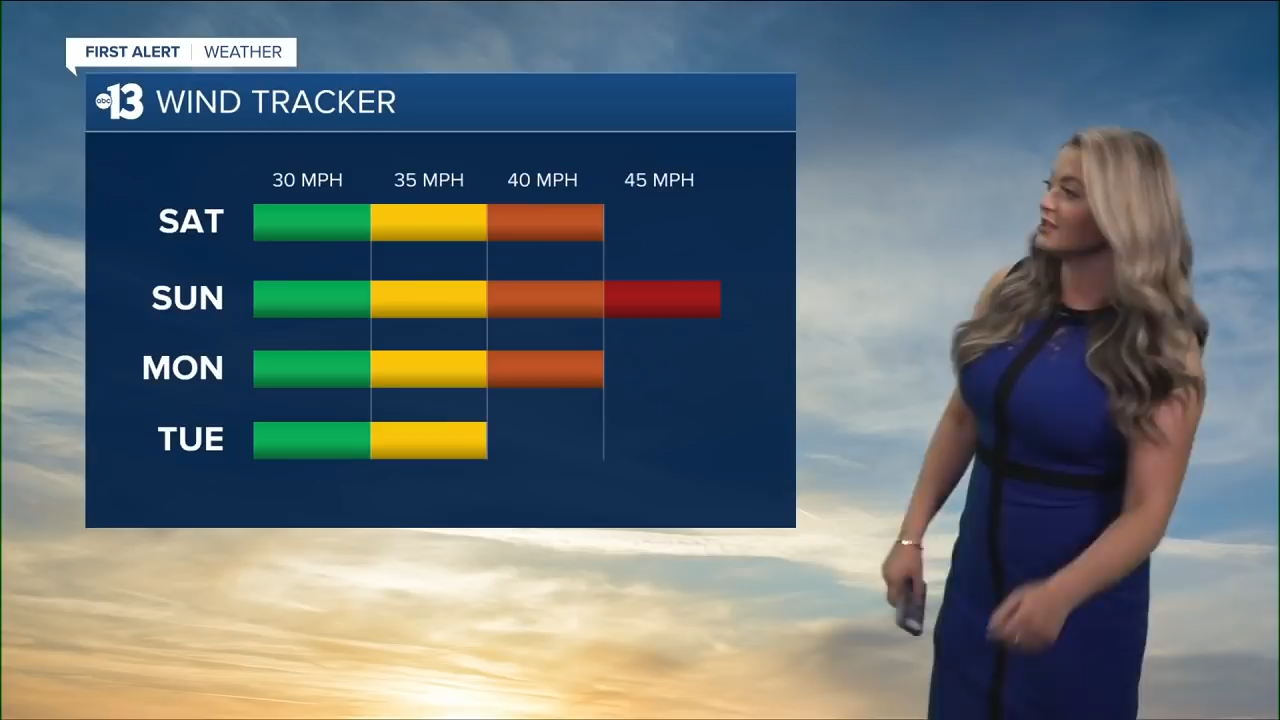 FIRST ALERT | WEATHER
abc 13 WIND TRACKER
30 MPH 35 MPH 40 MPH 45 MPH
SAT
SUN
MON
TUE